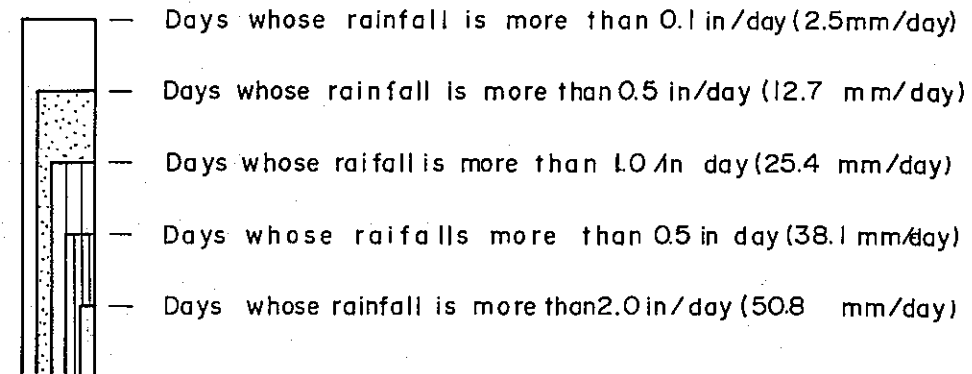 Days whose rainfall is more than 0.1 in/day (2.5mm/day)
Days whose rainfall is more than 0.5 in/day (12.7 mm/day)
Days whose raifall is more than 1.0 /in day (25.4 mm/day)
Days whose raifalls more than 0.5 in day (38.1 mm/day)
Days whose rainfall is more than 2.0 in/day (50.8 mm/day)